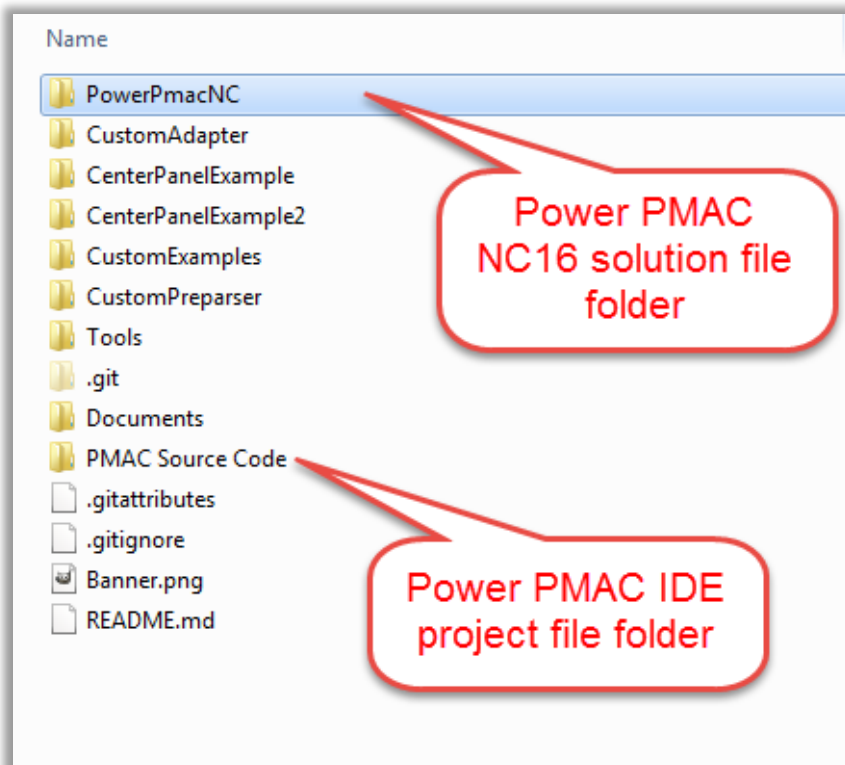 Name
PowerPmacNC
CustomAdapter
CenterPanelExample
CenterPanelExample2
CustomExamples
CustomPreparser
Tools
.git
Documents
PMAC Source Code
.gitattributes
.gitignore
Banner.png
README.md
Power PMAC
NC16 solution file
folder
Power PMAC IDE
project file folder